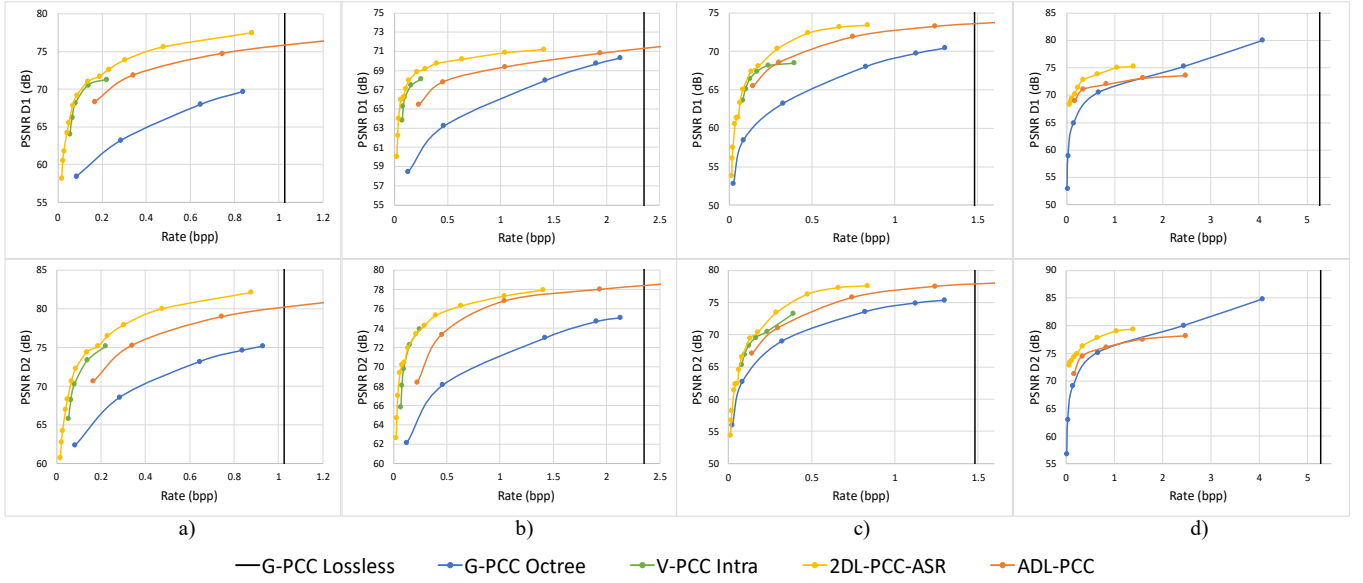 85
80
75
70
65
60
55
PSNR D1 (dB)
0 0.2 0.4 0.6 0.8 1 1.2
Rate (bpp)
75
73
71
69
67
65
63
61
59
57
55
PSNR D1 (dB)
0 0.5 1 1.5 2 2.5
Rate (bpp)
75
70
65
60
55
50
PSNR D1 (dB)
0 0.5 1 1.5
Rate (bpp)
85
80
75
70
65
60
55
50
PSNR D1 (dB)
0 1 2 3 4 5
Rate (bpp)
85
80
75
70
65
60
PSNR D2 (dB)
0 0.2 0.4 0.6 0.8 1 1.2
Rate (bpp)
80
78
76
74
72
70
68
66
64
62
60
PSNR D2 (dB)
0 0.5 1 1.5 2 2.5
Rate (bpp)
80
75
70
65
60
55
50
PSNR D2 (dB)
0 0.5 1 1.5
Rate (bpp)
90
85
80
75
70
65
60
55
PSNR D2 (dB)
0 1 2 3 4 5
Rate (bpp)
a) b) c) d)
G-PCC Lossless G-PCC Octree V-PCC Intra 2DL-PCC-ASR ADL-PCC